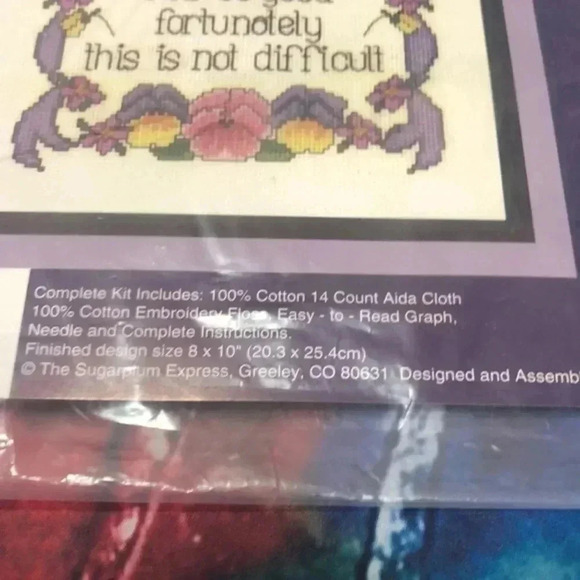 fortunately
this is not difficult
Complete Kit Includes: 100% Cotton 14 Count Aida Cloth
100% Cotton Embroidery Floss, Easy - to - Read Graph,
Needle and Complete Instructions.
Finished design size 8 x 10" (20.3 x 25.4cm)
© The Sugarplum Express, Greeley, CO 80631 Designed and Assemb